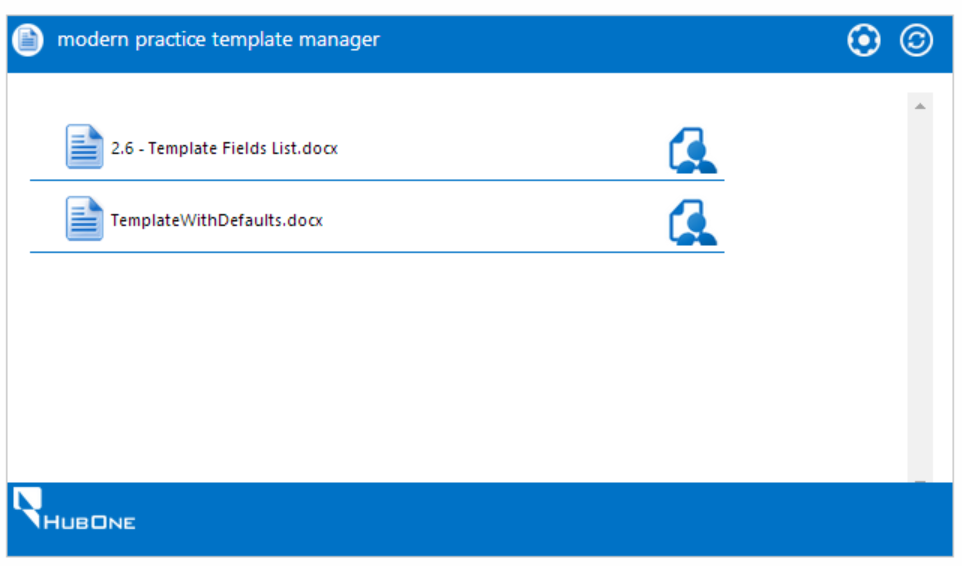 modern practice template manager
2.6 - Template Fields List.docx
TemplateWithDefaults.docx
HUBONE